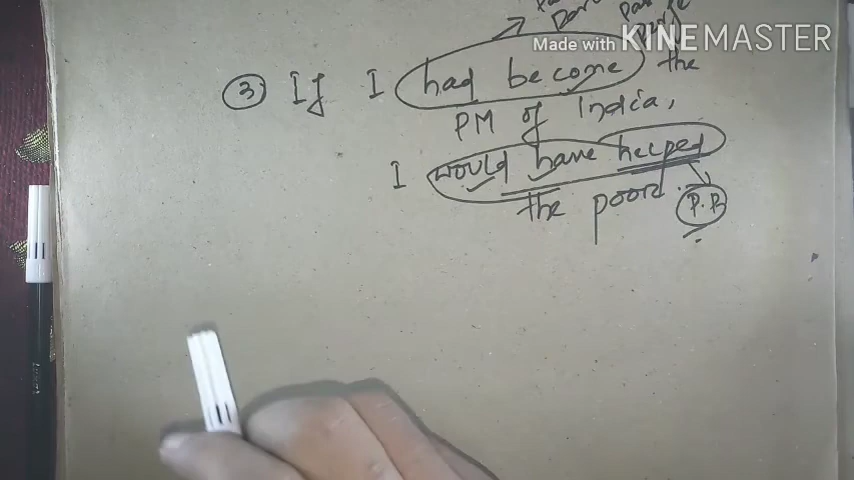 Made with KINEMASTER
③ If I had become the
PM of India,
I would have helped
the poor.
P.P.